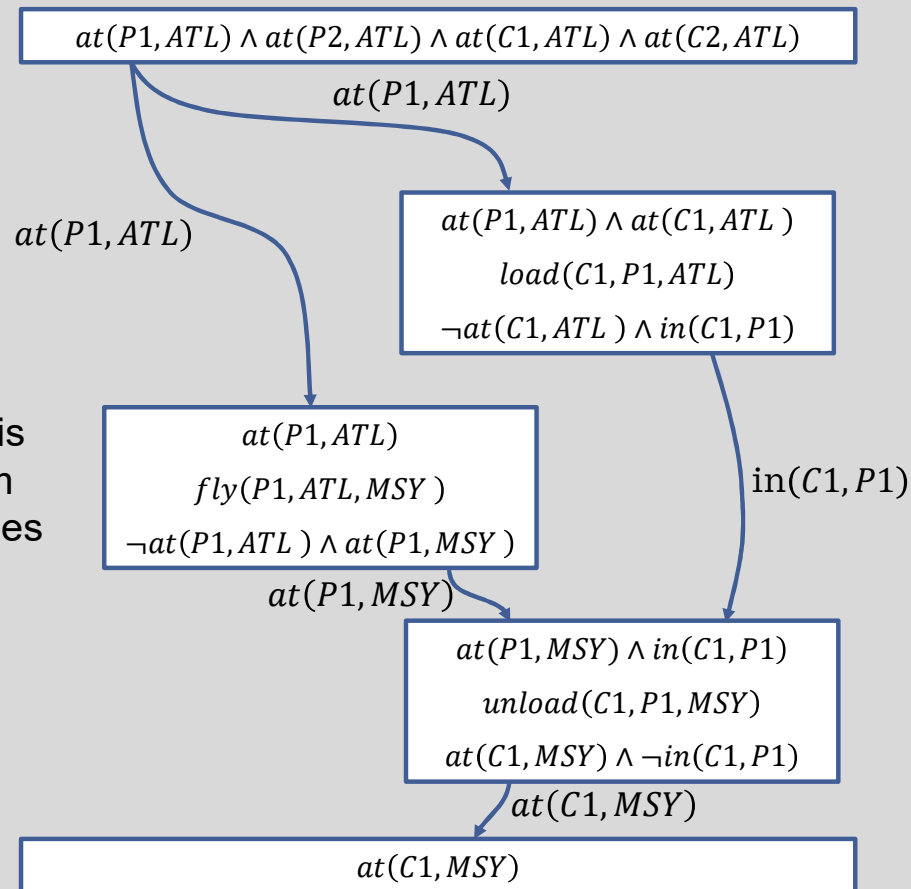 at(P1, ATL) ∧ at(P2, ATL) ∧ at(C1, ATL) ∧ at(C2, ATL)
at(P1, ATL)
at(P1, ATL)
at(P1, ATL) ∧ at(C1, ATL )
load(C1, P1, ATL)
¬at(C1, ATL ) ∧ in(C1, P1)
is
at(P1, ATL)
fly(P1, ATL, MSY )
¬at(P1, ATL ) ∧ at(P1, MSY )
es
in(C1, P1)
at(P1, MSY)
at(P1, MSY) ∧ in(C1, P1)
unload(C1, P1, MSY)
at(C1, MSY) ∧ ¬in(C1, P1)
at(C1, MSY)
at(C1, MSY)